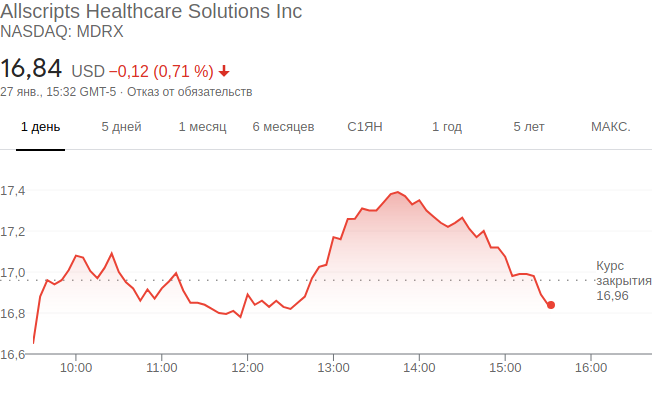 Allscripts Healthcare Solutions Inc
NASDAQ: MDRX
16,84 USD −0,12 (0,71 %)
27 янв., 15:32 GMT-5 · Отказ от обязательств
1 день 5 дней 1 месяц 6 месяцев С1ЯН 1 год 5 лет МАКС.
17,4
17,2
17,0
16,8
16,6
Курс
закрытия
16,96
10:00 11:00 12:00 13:00 14:00 15:00 16:00